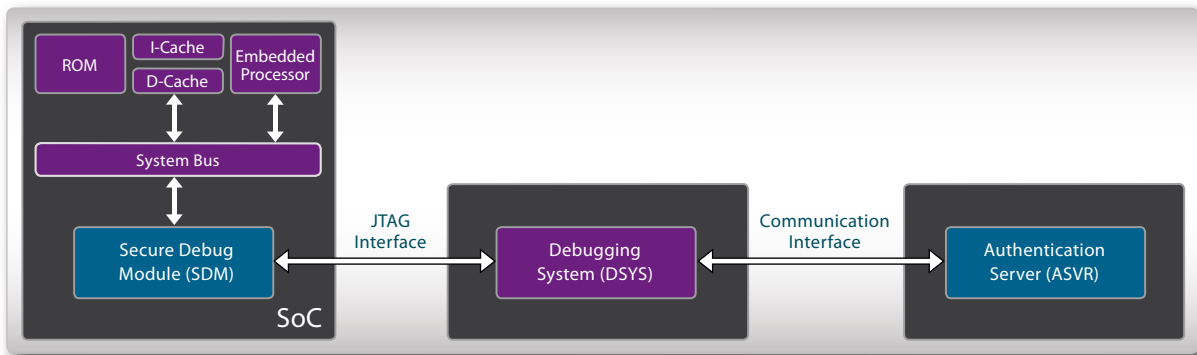 ROM
I-Cache
D-Cache
Embedded
Processor
System Bus
Secure Debug
Module (SDM)
SoC
JTAG
Interface
Debugging
System (DSYS)
Communication
Interface
Authentication
Server (ASVR)